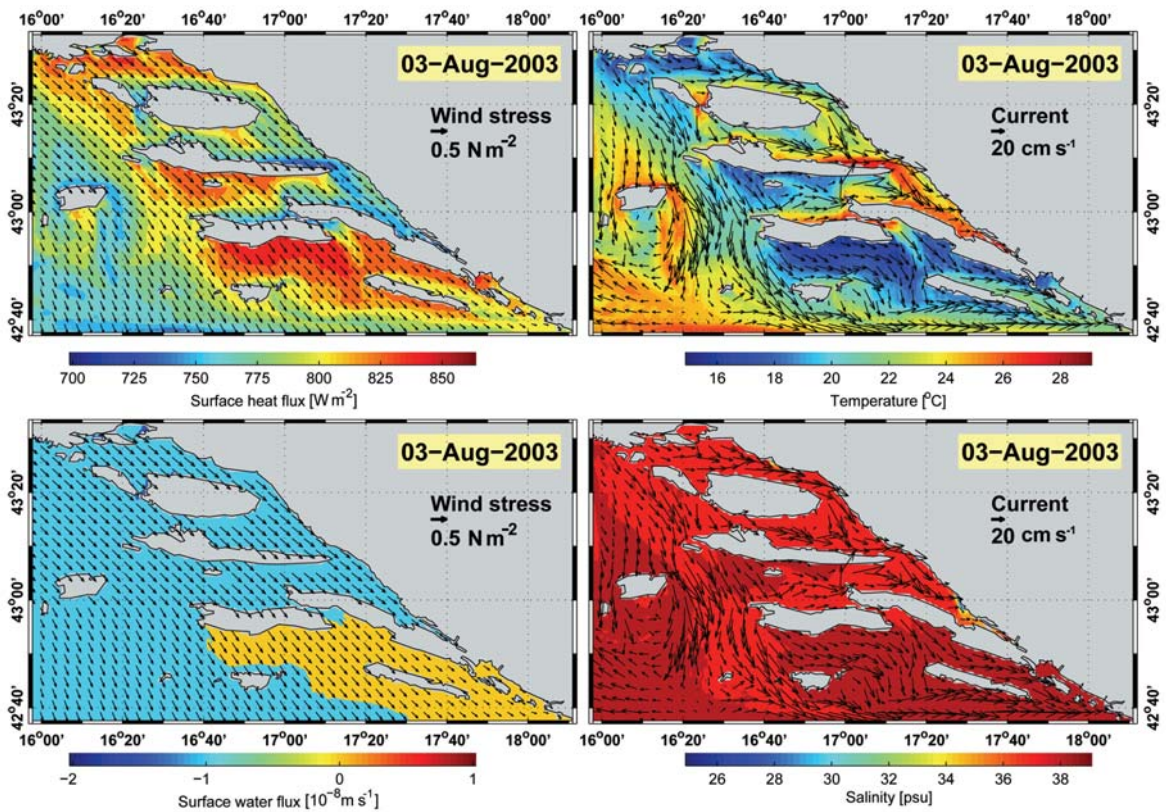 16°00' 16°20' 16°40' 17°00' 17°20' 17°40' 18°00'
16°00' 16°20' 16°40' 17°00' 17°20' 17°40' 18°00'
03-Aug-2003
Wind stress
0.5 N m-2
43°20'
43°00'
42°40'
03-Aug-2003
Current
20 cm s-1
43°20'
43°00'
42°40'
700 725 750 775 800 825 850
Surface heat flux [W m-2]
16 18 20 22 24 26 28
Temperature [°C]
03-Aug-2003
Wind stress
0.5 N m-2
43°20'
43°00'
42°40'
03-Aug-2003
Current
20 cm s-1
43°20'
43°00'
42°40'
16°00' 16°20' 16°40' 17°00' 17°20' 17°40' 18°00'
16°00' 16°20' 16°40' 17°00' 17°20' 17°40' 18°00'
−2 −1 0 1
Surface water flux [10−8 m s-1]
26 28 30 32 34 36 38
Salinity [psu]